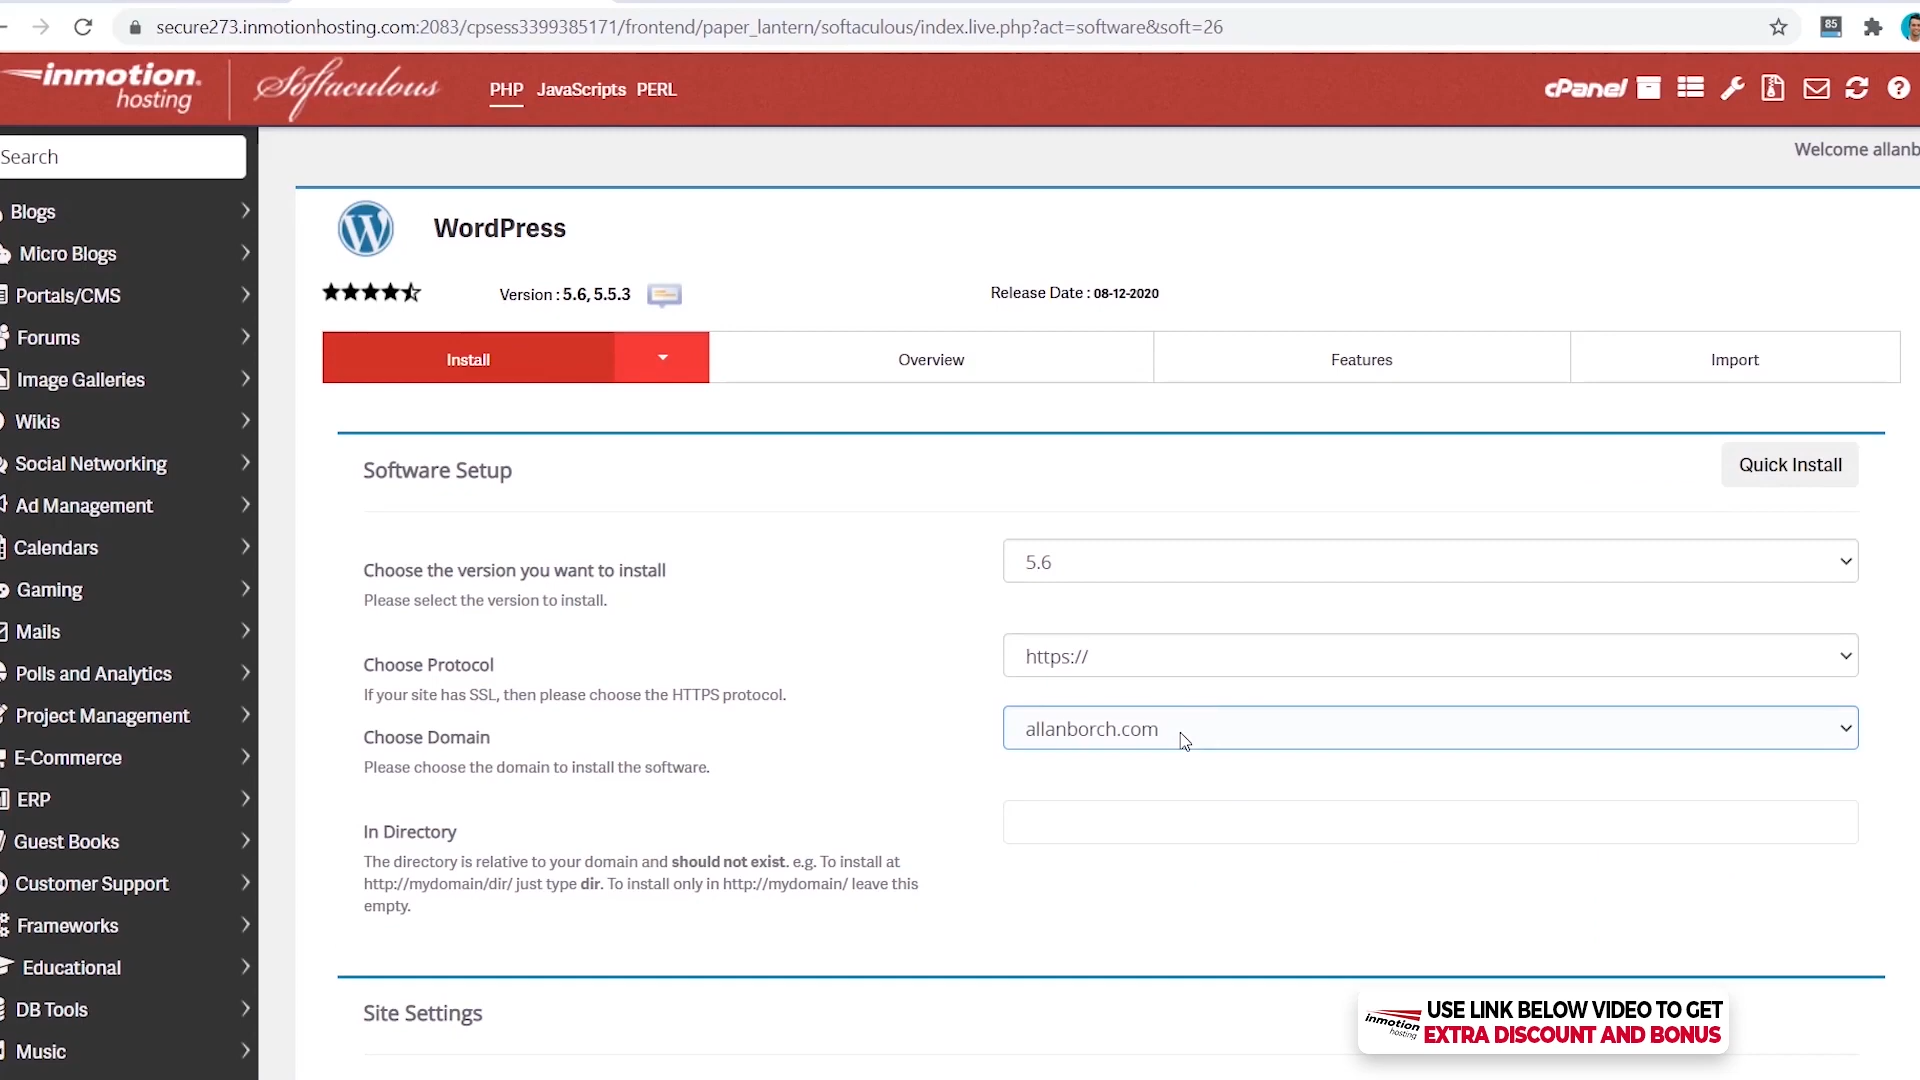 secure273.inmotionhosting.com:2083/cpsess3399385171/frontend/paper_lantern/softaculous/index.live.php?act=software&soft=26
85
inmotion
hosting
Softaculous
PHP JavaScripts PERL
cPanel
Search
Welcome allanb
Blogs
Micro Blogs
Portals/CMS
Forums
Image Galleries
Wikis
Social Networking
Ad Management
Calendars
Gaming
Mails
Polls and Analytics
Project Management
E-Commerce
ERP
Guest Books
Customer Support
Frameworks
Educational
DB Tools
Music
WordPress
Version : 5.6, 5.5.3
Release Date : 08-12-2020
Install
Overview
Features
Import
Software Setup
Quick Install
Choose the version you want to install
Please select the version to install.
5.6
Choose Protocol
If your site has SSL, then please choose the HTTPS protocol.
https://
Choose Domain
Please choose the domain to install the software.
allanborch.com
In Directory
The directory is relative to your domain and should not exist. e.g. To install at
http://mydomain/dir/ just type dir. To install only in http://mydomain/ leave this
empty.
Site Settings
inmotion
hosting
USE LINK BELOW VIDEO TO GET
EXTRA DISCOUNT AND BONUS